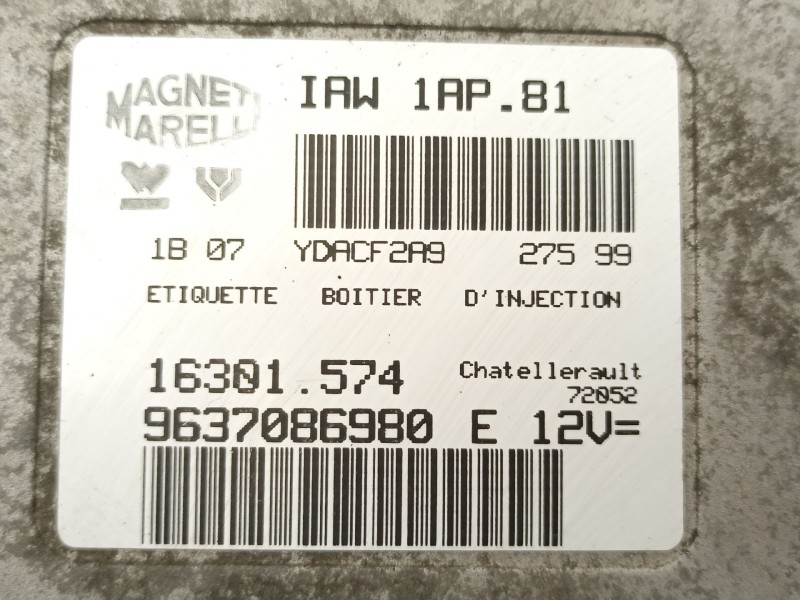 MAGNETI
MARELLI
IAW 1AP.81
1B 07 YDACF2A9 275 99
ETIQUETTE BOITIER D'INJECTION
16301.574 Chatellerault
72052
9637086980 E 12V=